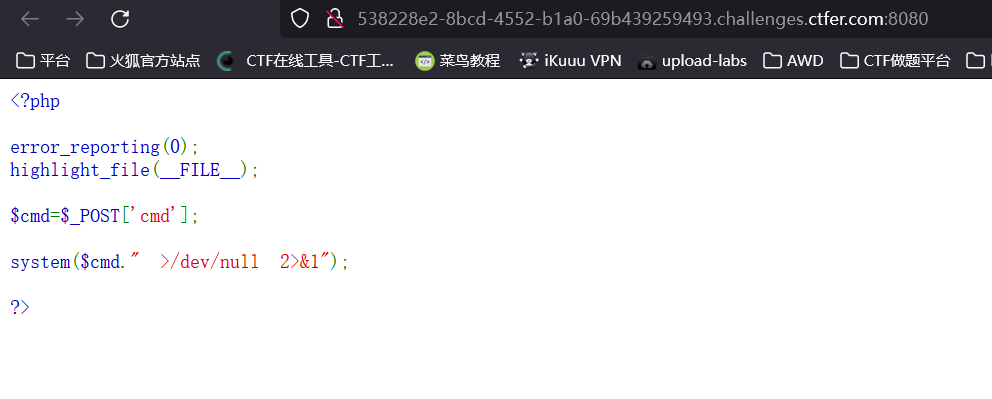 538228e2-8bcd-4552-b1a0-69b439259493.challenges.ctfer.com:8080
平台 火狐官方站点 CTF在线工具-CTF工... 菜鸟教程 iKuuu VPN upload-labs AWD CTF做题平台
<?php
error_reporting(0);
highlight_file(__FILE__);
$cmd=$_POST['cmd'];
system($cmd."  >/dev/null  2>&1");
?>